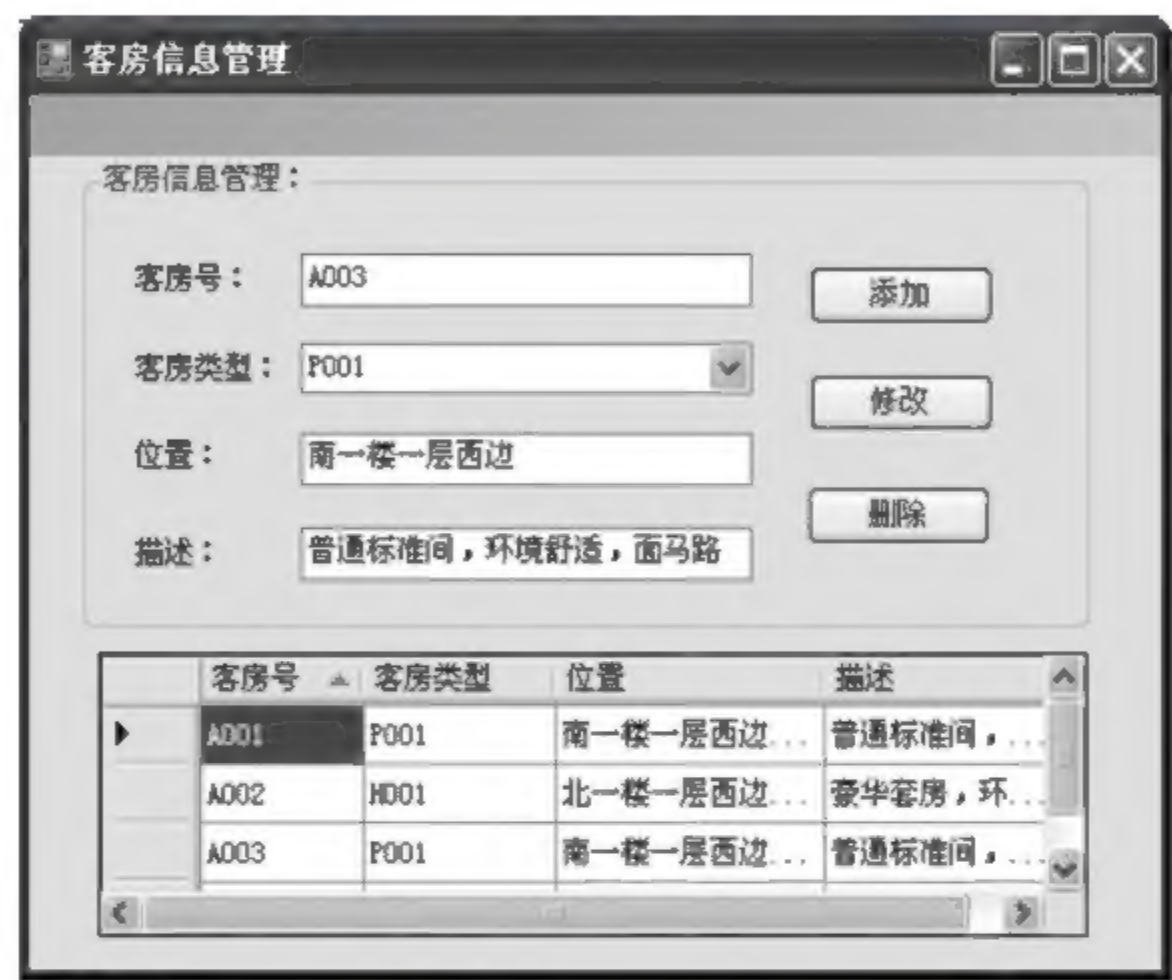 客房信息管理
客房信息管理：
客房号： A003 添加
客房类型： P001
修改
位置： 南一楼一层西边
删除
描述： 普通标准间，环境舒适，面马路
客房号 客房类型 位置 描述
A001 P001 南一楼一层西边... 普通标准间，...
A002 H001 北一楼一层西边... 豪华套房，环...
A003 P001 南一楼一层西边... 普通标准间，...